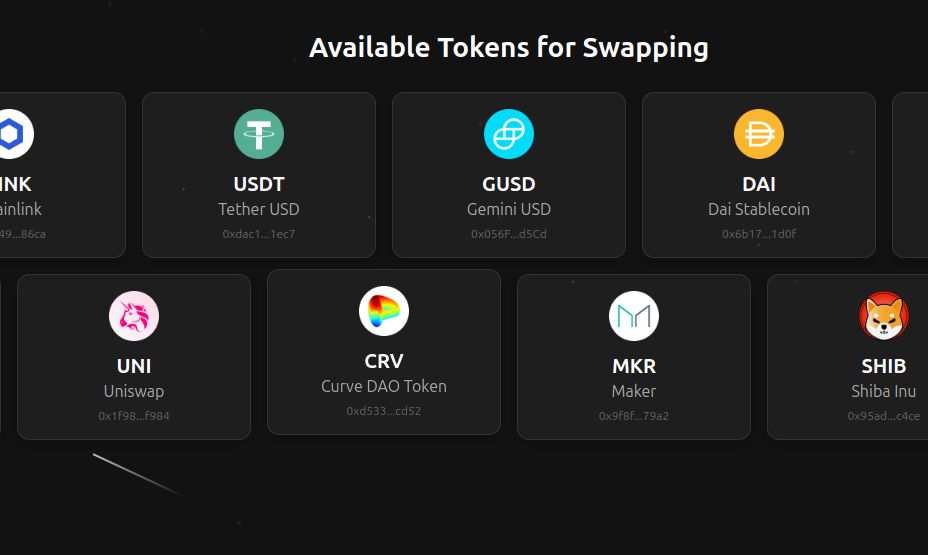 Available Tokens for Swapping
INK
ainlink
49...86ca
USDT
Tether USD
0xdac1...1ec7
GUSD
Gemini USD
0x056F...d5Cd
DAI
Dai Stablecoin
0x6b17...1d0f
UNI
Uniswap
0x1f98...f984
CRV
Curve DAO Token
0xd533...cd52
MKR
Maker
0x9f8f...79a2
SHIB
Shiba Inu
0x95ad...c4ce